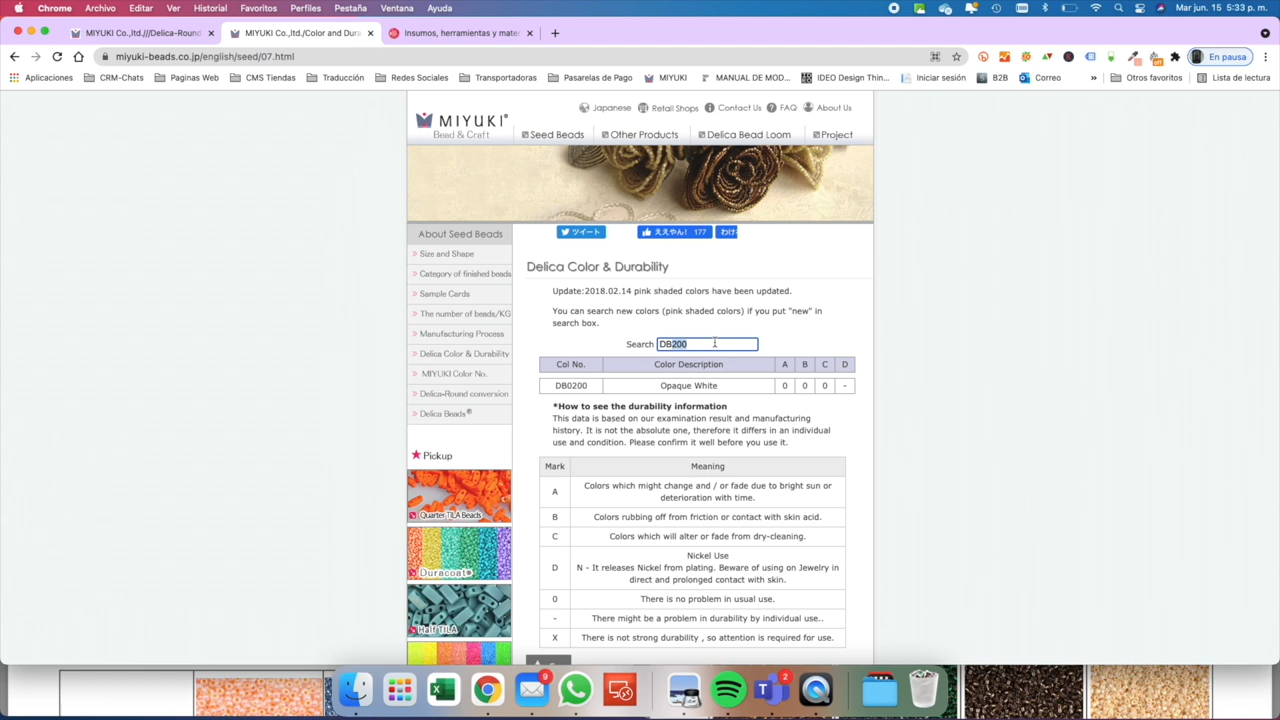 Chrome Archivo Editar Ver Historial Favoritos Perfiles Pestaña Ventana Ayuda
Mar jun. 15 5:33 p. m.
MIYUKI Co.,ltd.///Delica-Round
MIYUKI Co.,ltd./Color and Dura
Insumos, herramientas y mate
miyuki-beads.co.jp/english/seed/07.html
En pausa
Aplicaciones CRM-Chats Paginas Web CMS Tiendas Traducción Redes Sociales Transportadoras Pasarelas de Pago MIYUKI MANUAL DE MOD... IDEO Design Thin... Iniciar sesión B2B Correo » Otros favoritos Lista de lectura
Japanese Retail Shops Contact Us FAQ About Us
MIYUKI®
Bead & Craft
Seed Beads Other Products Delica Bead Loom Project
About Seed Beads
Size and Shape
Category of finished beads
Sample Cards
The number of beads/KG
Manufacturing Process
Delica Color & Durability
MIYUKI Color No.
Delica-Round conversion
Delica Beads®
Pickup
Quarter TILA Beads
Duracoat®
Half TILA
ツイート
ええやん! 177
わけ
Delica Color & Durability
Update:2018.02.14 pink shaded colors have been updated.
You can search new colors (pink shaded colors) if you put "new" in
search box.
Search DB200
Col No. Color Description A B C D
DB0200 Opaque White 0 0 0 -
*How to see the durability information
This data is based on our examination result and manufacturing
history. It is not the absolute one, therefore it differs in an individual
use and condition. Please confirm it well before you use it.
Mark Meaning
A Colors which might change and / or fade due to bright sun or
deterioration with time.
B Colors rubbing off from friction or contact with skin acid.
C Colors which will alter or fade from dry-cleaning.
D Nickel Use
N - It releases Nickel from plating. Beware of using on Jewelry in
direct and prolonged contact with skin.
0 There is no problem in usual use.
- There might be a problem in durability by individual use..
X There is not strong durability , so attention is required for use.
9
2